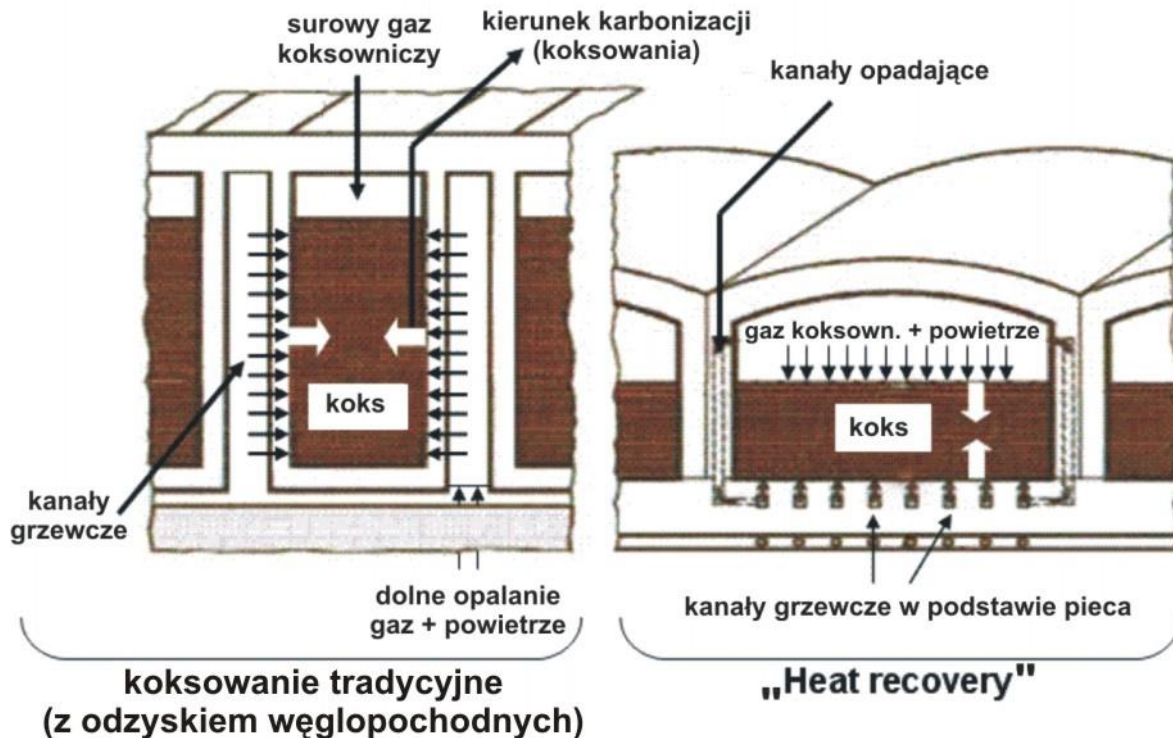 surowy gaz
koksowniczy
kierunek karbonizacji
(koksowania)
kanały opadające
gaz koksown. + powietrze
koks
koks
kanały
grzewcze
dolne opalanie
gaz + powietrze
kanały grzewcze w podstawie pieca
koksowanie tradycyjne
(z odzyskiem węglopochodnych)
„Heat recovery"